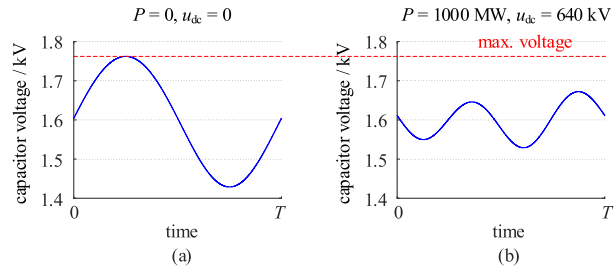 P = 0, u_dc = 0
capacitor voltage / kV
1.8
1.7
1.6
1.5
1.4
0
T
time
(a)
P = 1000 MW, u_dc = 640 kV
max. voltage
capacitor voltage / kV
1.8
1.7
1.6
1.5
1.4
0
T
time
(b)